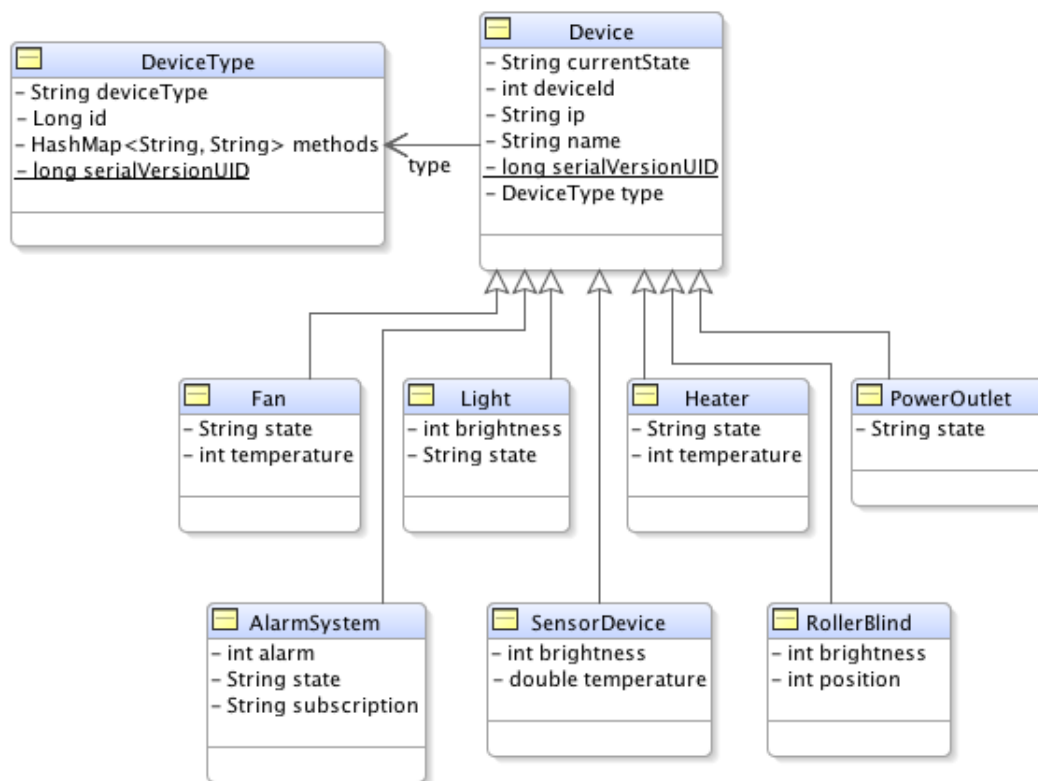 DeviceType
– String deviceType
– Long id
– HashMap<String, String> methods
– long serialVersionUID
type
Device
– String currentState
– int deviceId
– String ip
– String name
– long serialVersionUID
– DeviceType type
Fan
– String state
– int temperature
Light
– int brightness
– String state
Heater
– String state
– int temperature
PowerOutlet
– String state
AlarmSystem
– int alarm
– String state
– String subscription
SensorDevice
– int brightness
– double temperature
RollerBlind
– int brightness
– int position